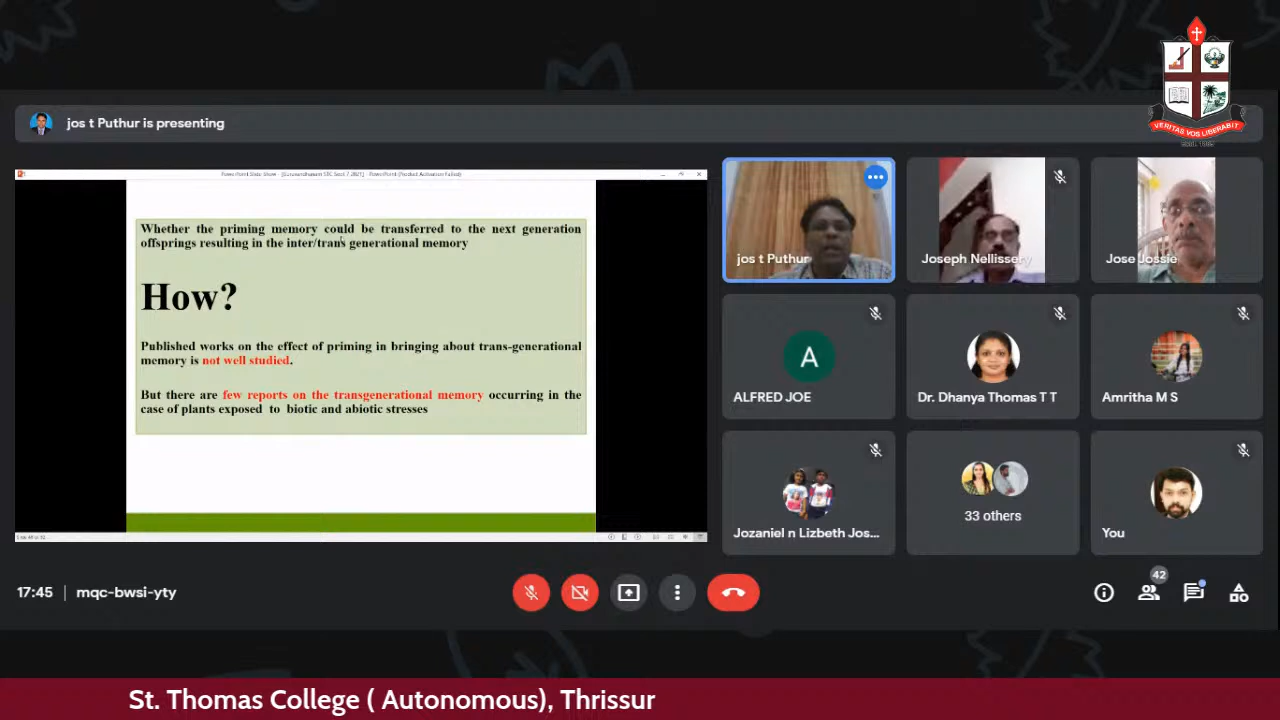 VERITAS VOS LIBERABIT
jos t Puthur is presenting
Whether the priming memory could be transferred to the next generation
offsprings resulting in the inter/trans generational memory
How?
Published works on the effect of priming in bringing about trans-generational
memory is not well studied.
But there are few reports on the transgenerational memory occurring in the
case of plants exposed to biotic and abiotic stresses
jos t Puthur
Joseph Nellissery
Jose Jossie
A
ALFRED JOE
Dr. Dhanya Thomas T T
Amritha M S
Jozaniel n Lizbeth Jos...
33 others
You
17:45 | mqc-bwsi-yty
42
St. Thomas College ( Autonomous), Thrissur